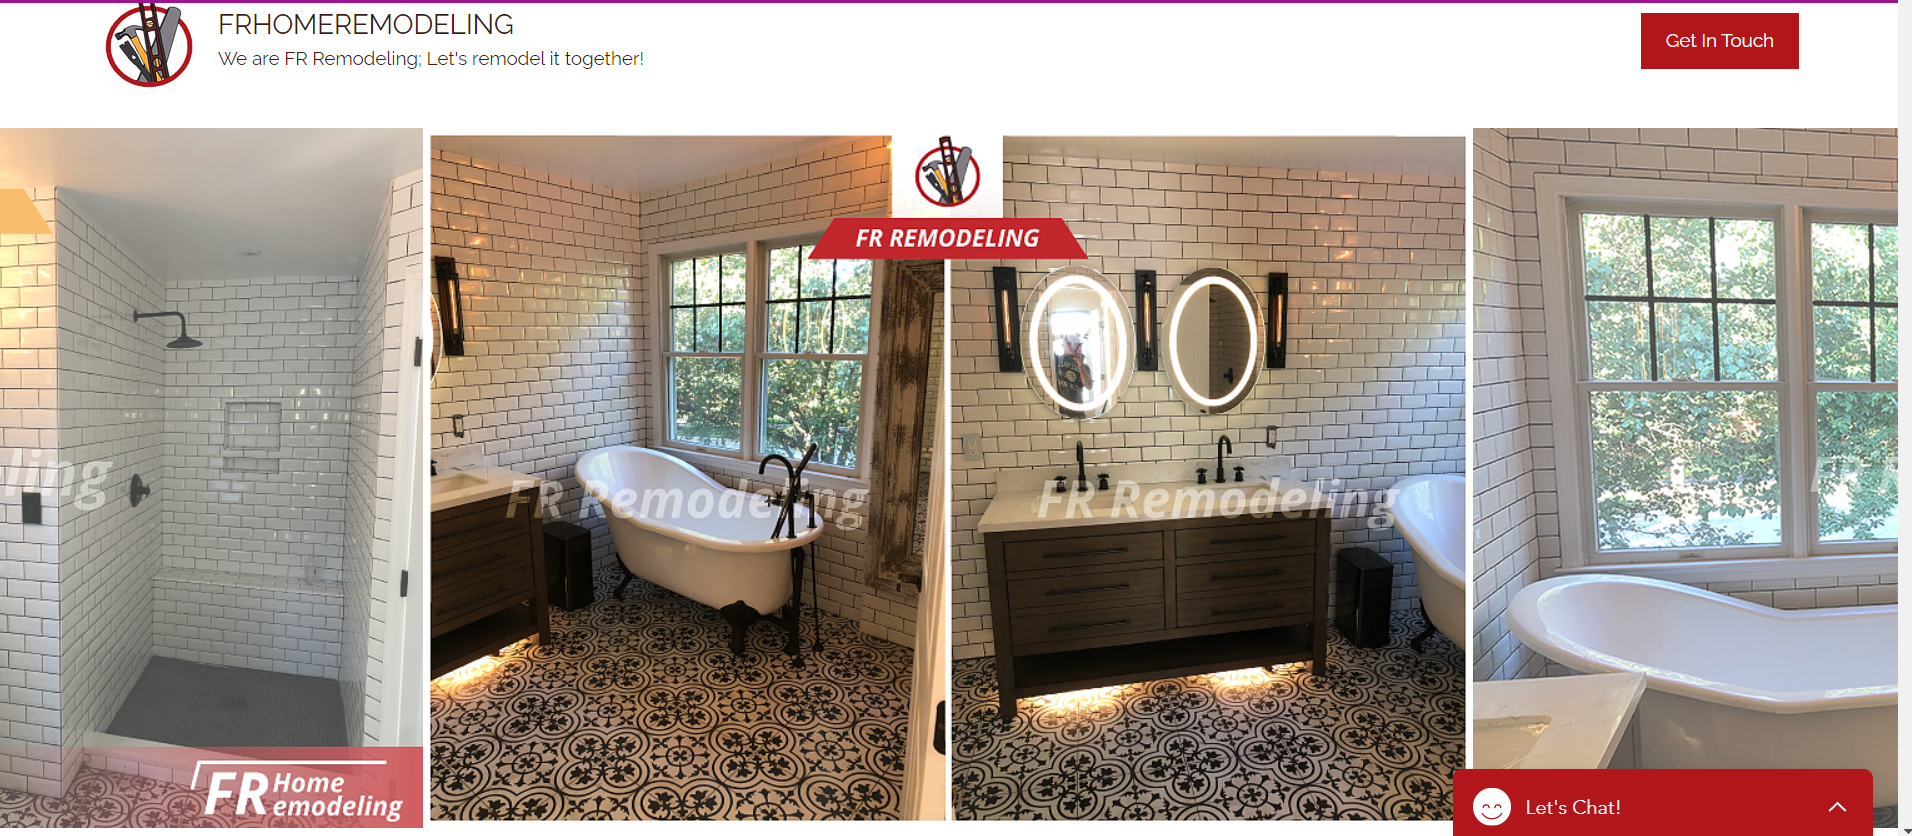 FRHOMEREMODELING
We are FR Remodeling; Let's remodel it together!
Get In Touch
FR REMODELING
ling
FR Remodeling
FR Remodeling
FR Home
emodeling
Let's Chat!